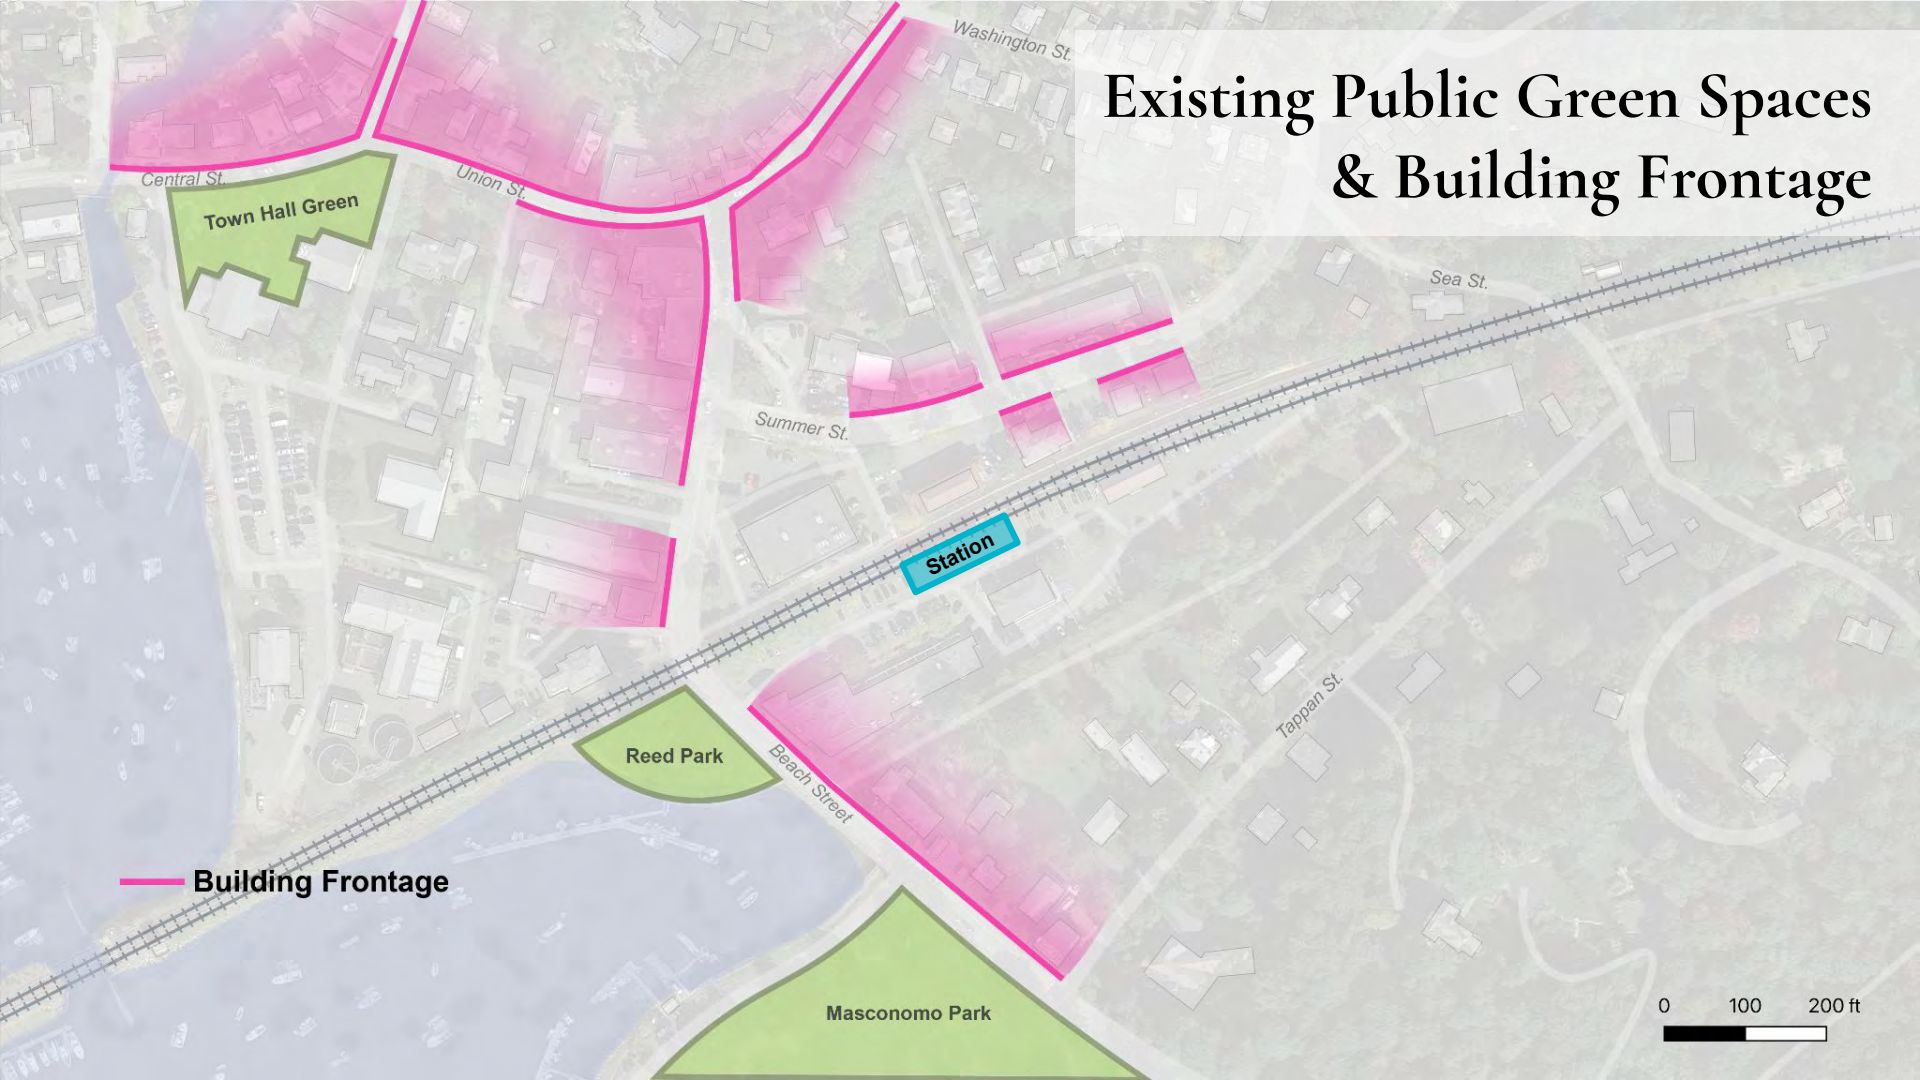 Washington St.
Existing Public Green Spaces
& Building Frontage
Central St.
Union St.
Town Hall Green
Sea St.
Summer St.
Station
Tappan St.
Reed Park
Beach Street
Building Frontage
Masconomo Park
0 100 200 ft